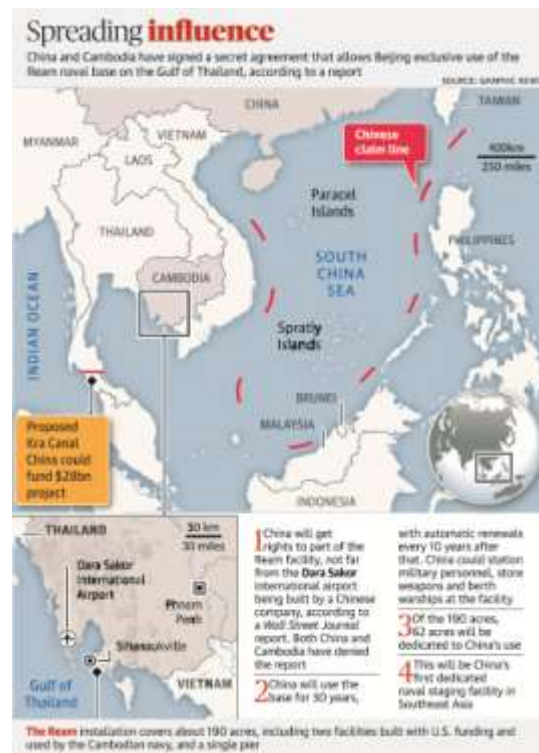 Spreading influence
China and Cambodia have signed a secret agreement that allows Beijing exclusive use of the
Ream naval base on the Gulf of Thailand, according to a report
SOURCE: GRAPHIC NEWS
CHINA
TAIWAN
MYANMAR
VIETNAM
Chinese
claim line
400km
250 miles
LAOS
Paracel
Islands
THAILAND
PHILIPPINES
SOUTH
CHINA
SEA
CAMBODIA
INDIAN OCEAN
Spratly
Islands
BRUNEI
MALAYSIA
Proposed
Kra Canal
China could
fund $28bn
project
INDONESIA
THAILAND
50 km
30 miles
Dara Sakor
International
Airport
Phnom
Penh
Sihanoukville
Gulf of
Thailand
VIETNAM
1 China will get
rights to part of the
Ream facility, not far
from the Dara Sakor
international airport
being built by a Chinese
company, according to
a Wall Street Journal
report. Both China and
Cambodia have denied
the report
2 China will use the
base for 30 years,
with automatic renewals
every 10 years after
that. China could station
military personnel, store
weapons and berth
warships at the facility
3 Of the 190 acres,
62 acres will be
dedicated to China's use
4 This will be China's
first dedicated
naval staging facility in
Southeast Asia
The Ream installation covers about 190 acres, including two facilities built with U.S. funding and
used by the Cambodian navy, and a single pier